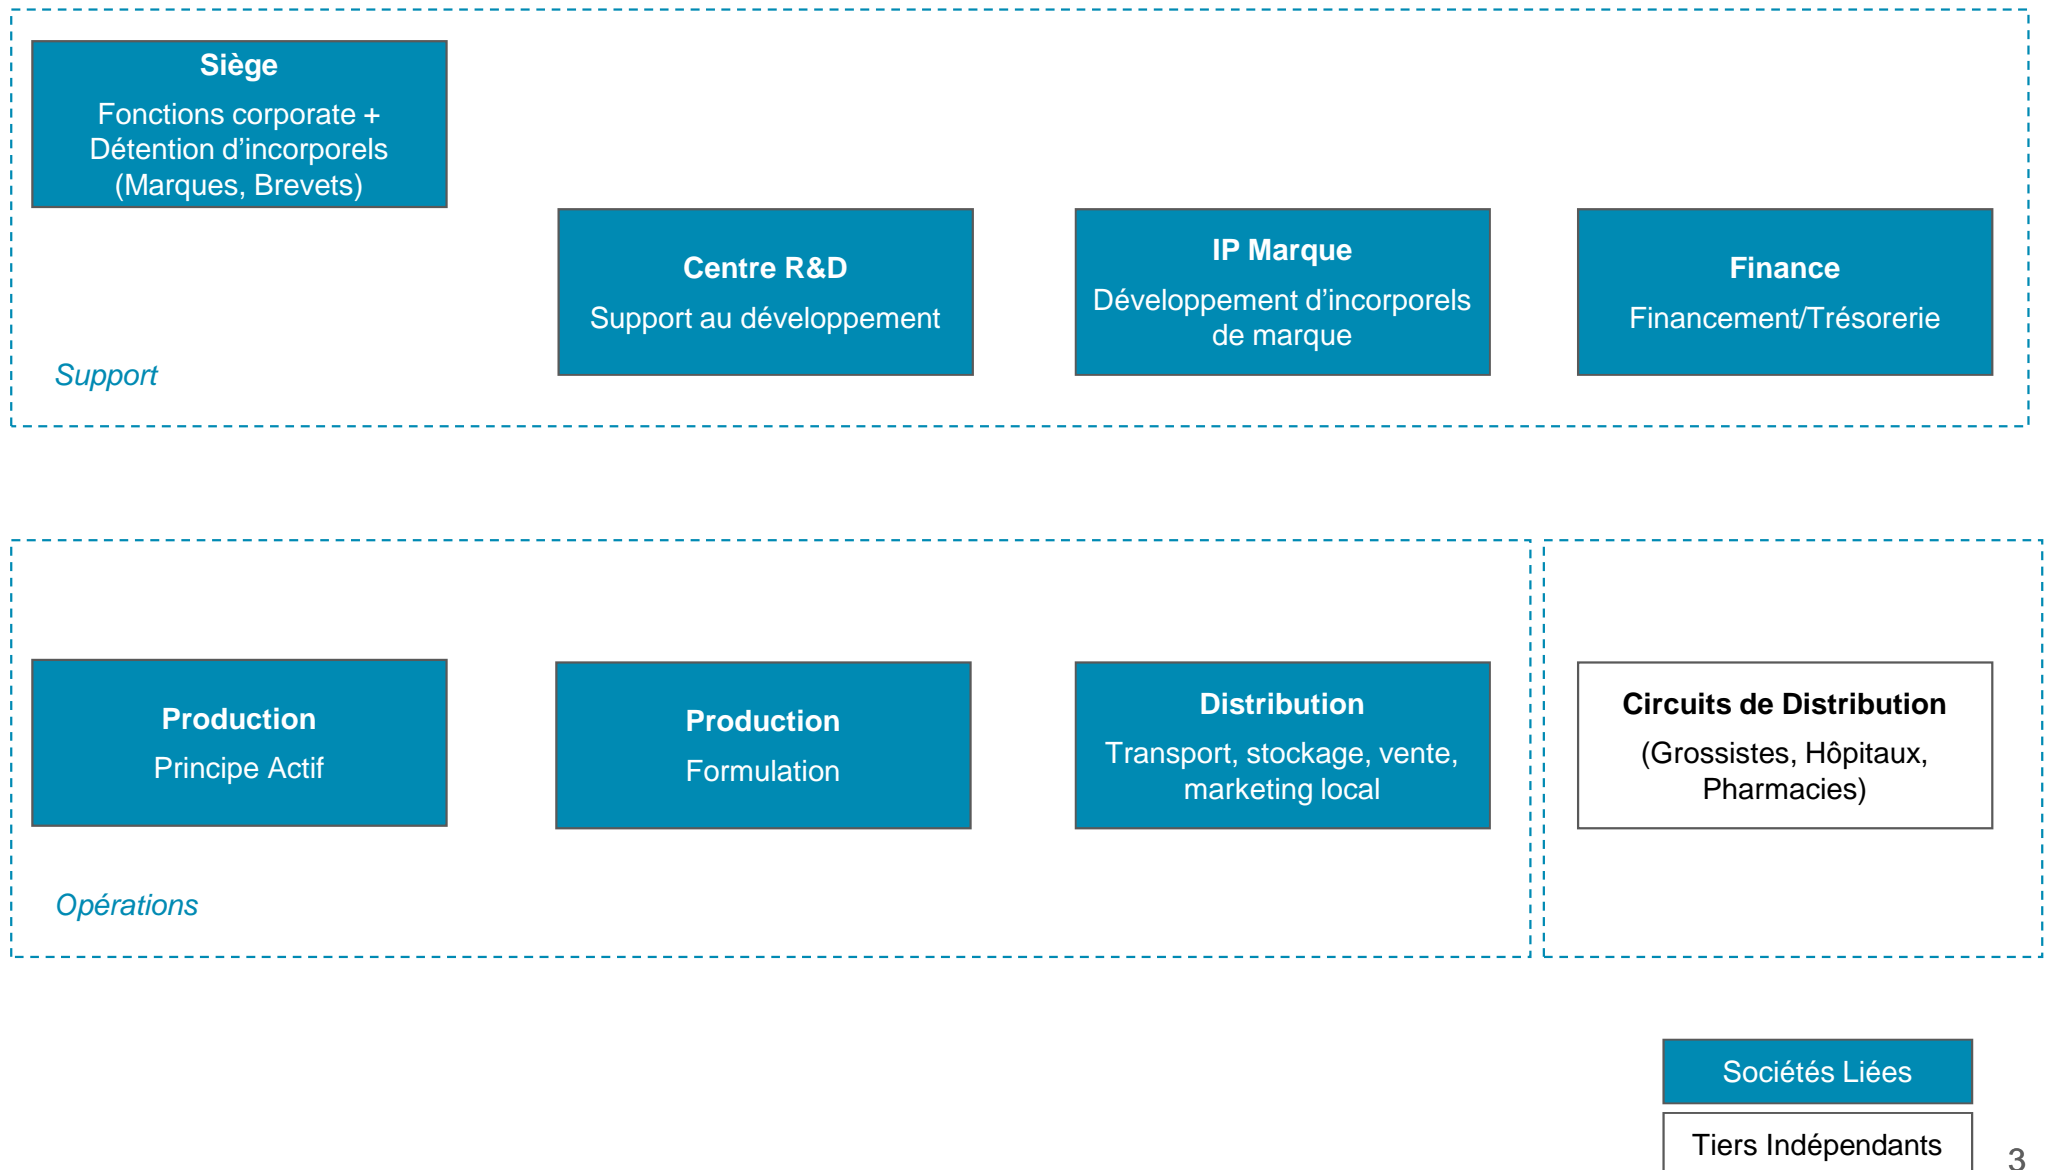 Siège
Fonctions corporate +
Détention d’incorporels
(Marques, Brevets)
Centre R&D
Support au développement
IP Marque
Développement d’incorporels
de marque
Finance
Financement/Trésorerie
Support
Production
Principe Actif
Production
Formulation
Distribution
Transport, stockage, vente,
marketing local
Circuits de Distribution
(Grossistes, Hôpitaux,
Pharmacies)
Opérations
Sociétés Liées
Tiers Indépendants
3